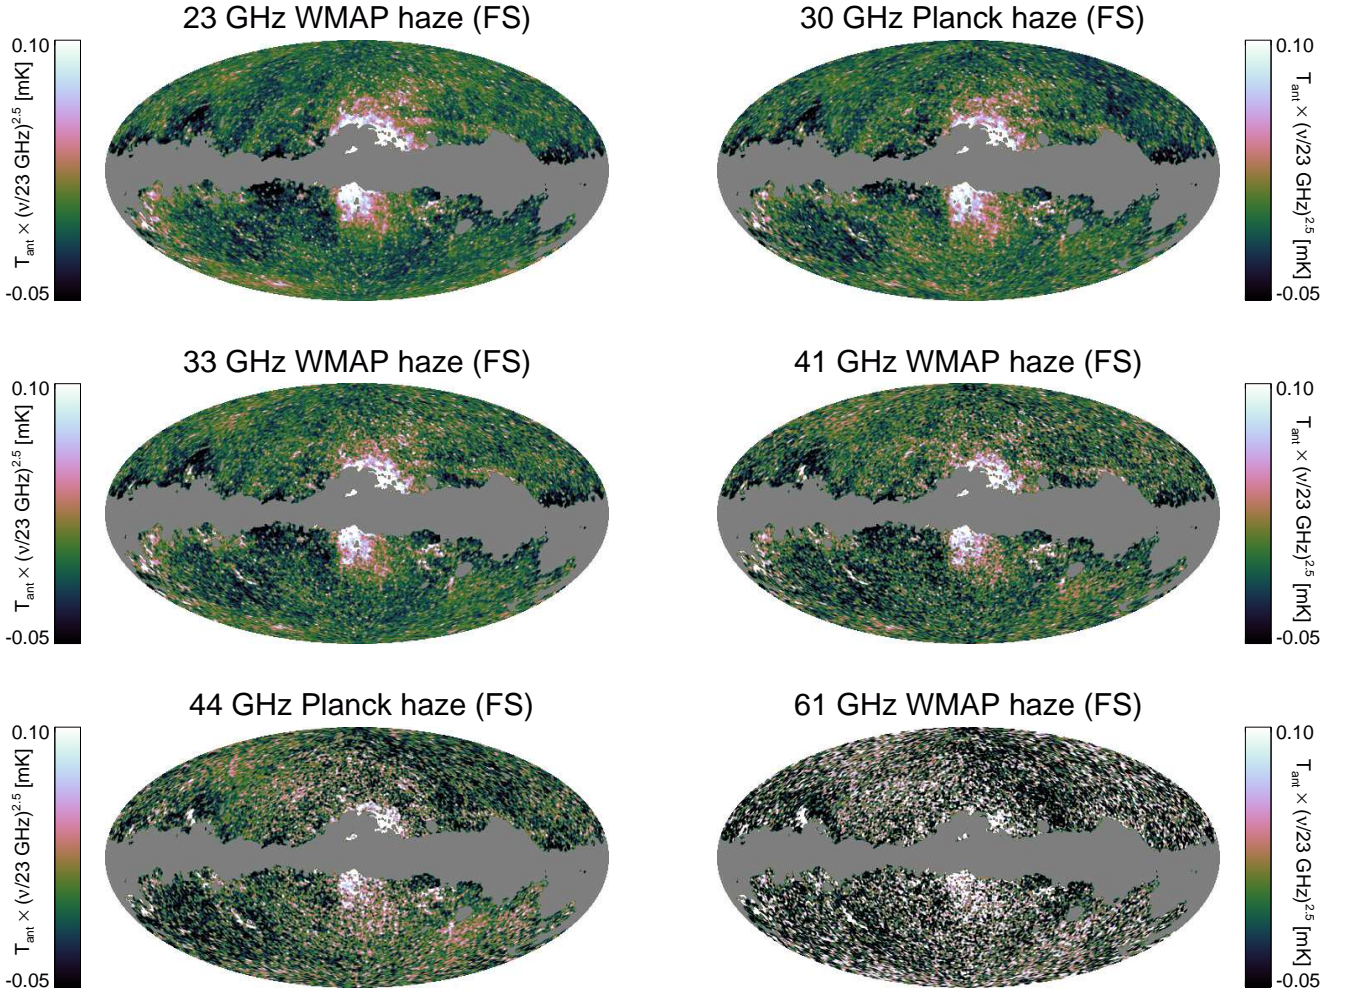 23 GHz WMAP haze (FS)
30 GHz Planck haze (FS)
0.10
T_ant × (ν/23 GHz)^2.5 [mK]
-0.05
0.10
T_ant × (ν/23 GHz)^2.5 [mK]
-0.05
33 GHz WMAP haze (FS)
41 GHz WMAP haze (FS)
0.10
T_ant × (ν/23 GHz)^2.5 [mK]
-0.05
0.10
T_ant × (ν/23 GHz)^2.5 [mK]
-0.05
44 GHz Planck haze (FS)
61 GHz WMAP haze (FS)
0.10
T_ant × (ν/23 GHz)^2.5 [mK]
-0.05
0.10
T_ant × (ν/23 GHz)^2.5 [mK]
-0.05